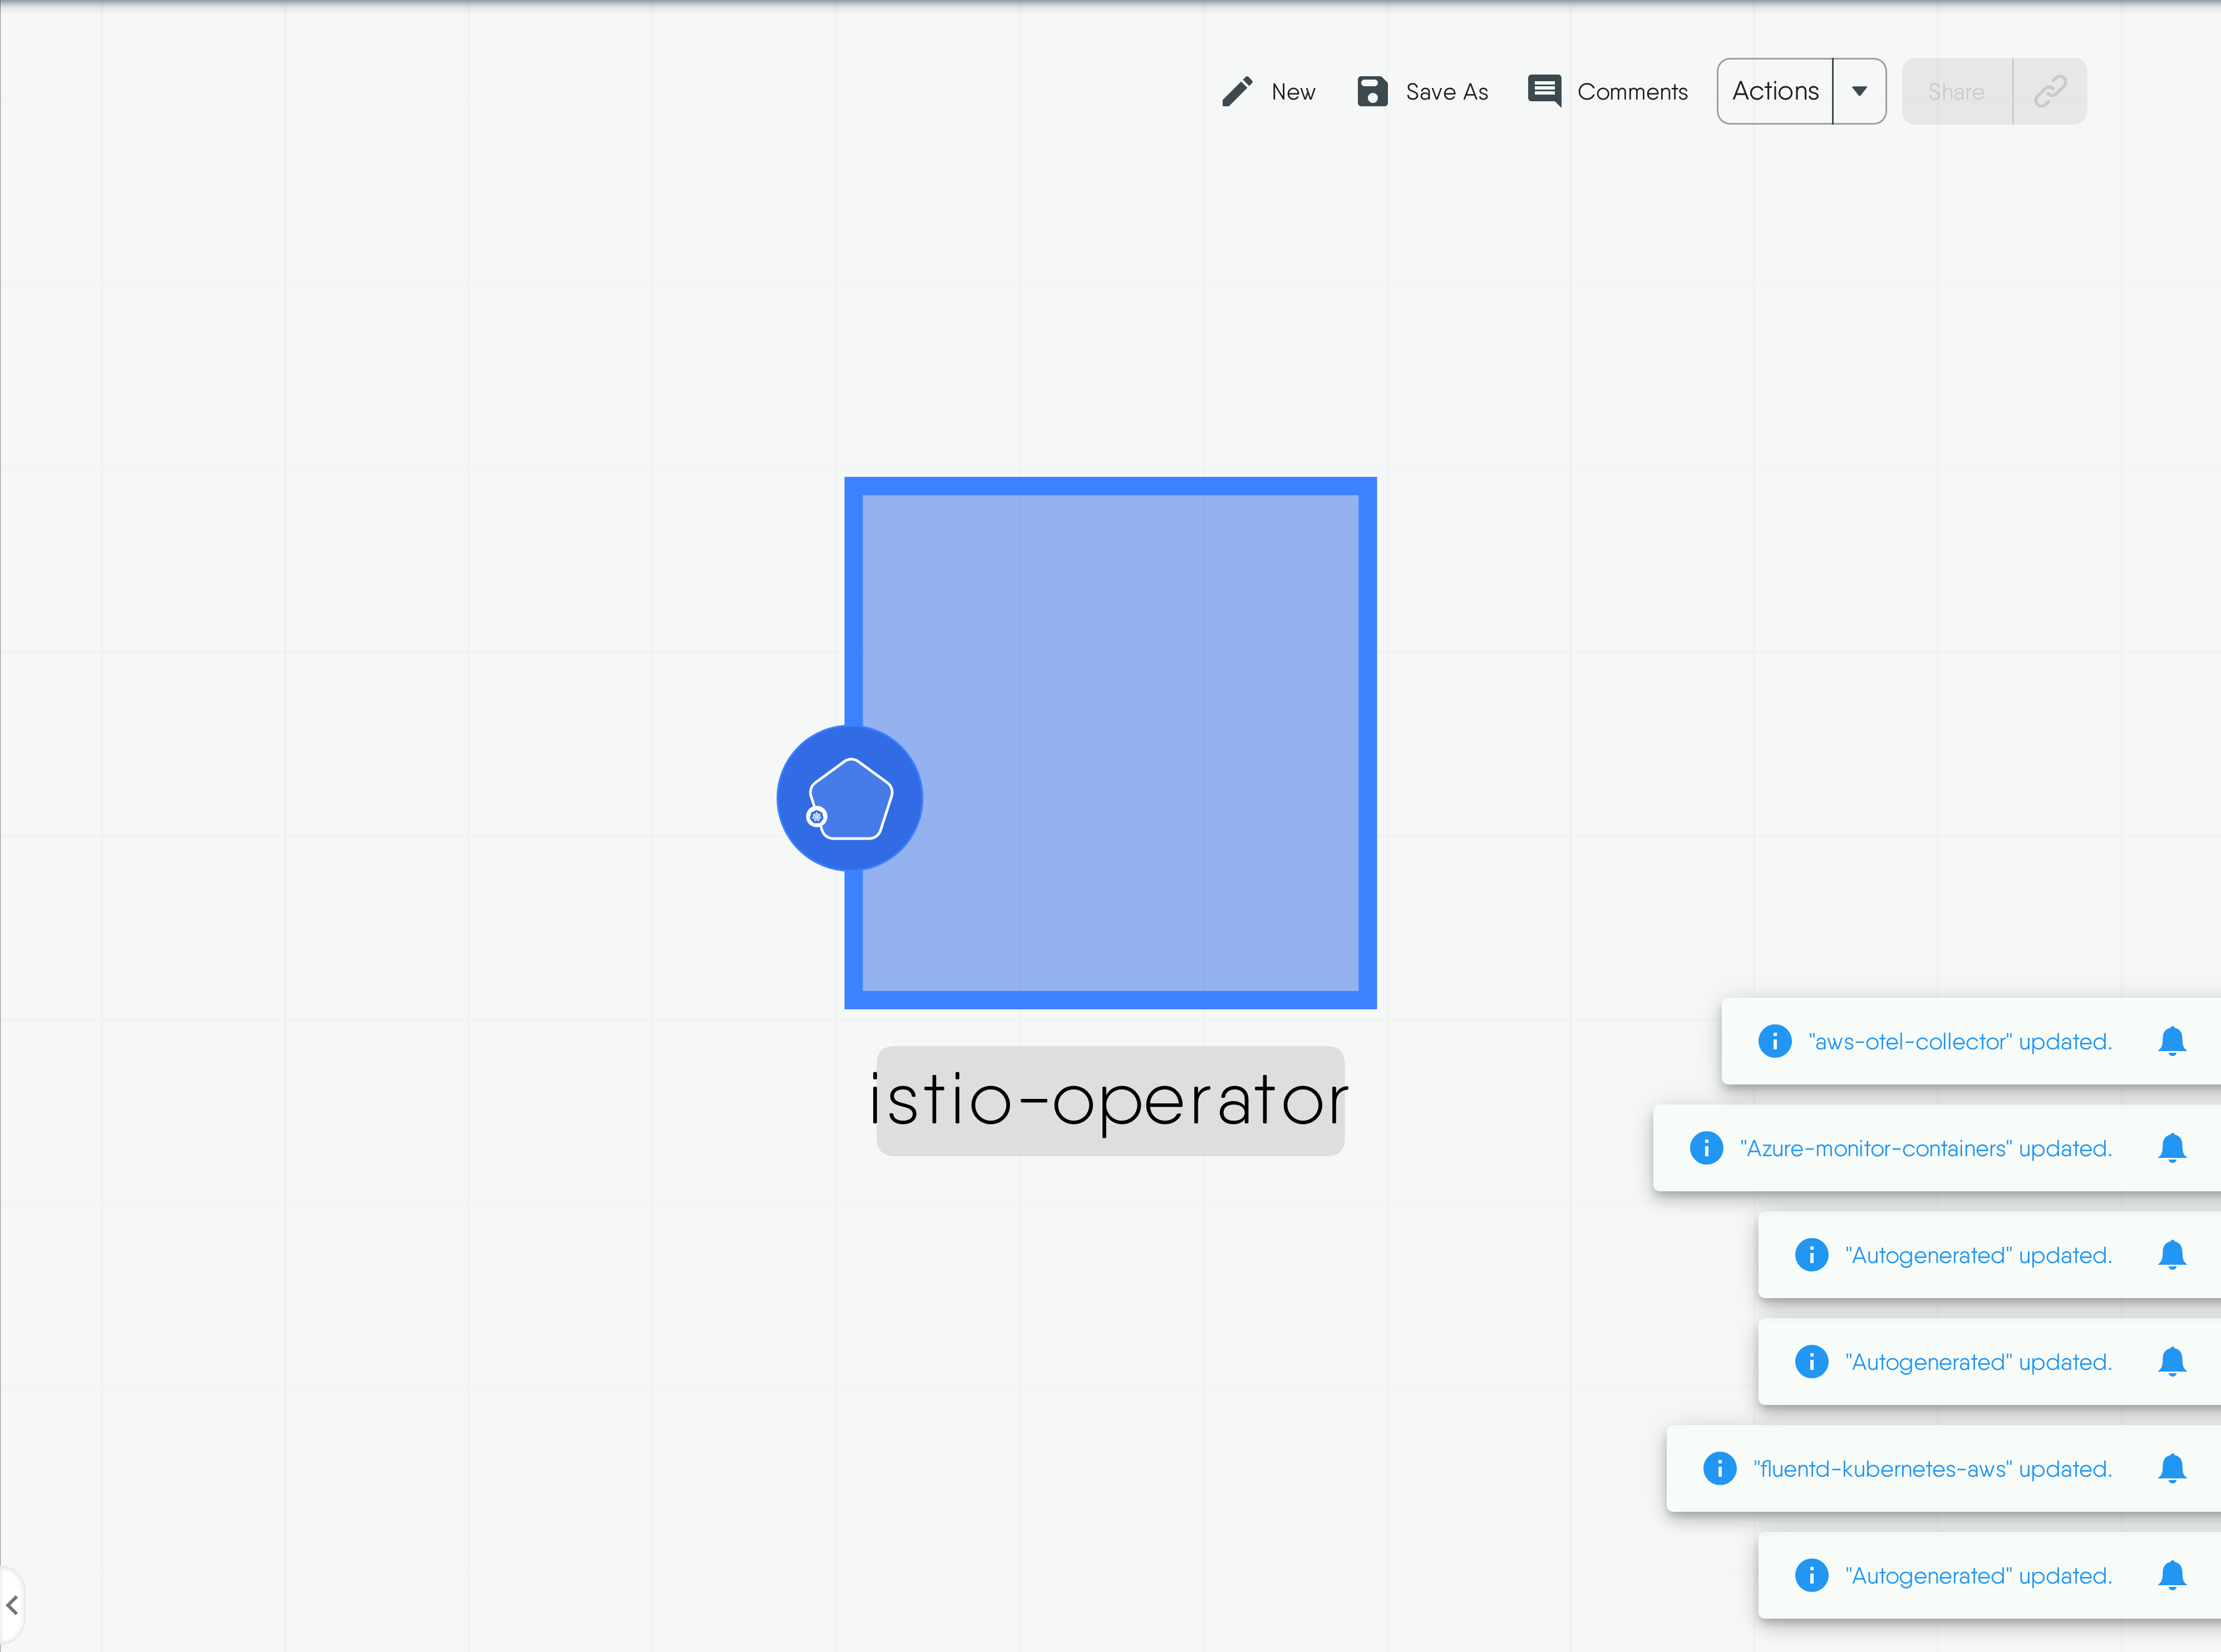 New Save As Comments Actions Share
istio-operator
"aws-otel-collector" updated.
"Azure-monitor-containers" updated.
"Autogenerated" updated.
"Autogenerated" updated.
"fluentd-kubernetes-aws" updated.
"Autogenerated" updated.